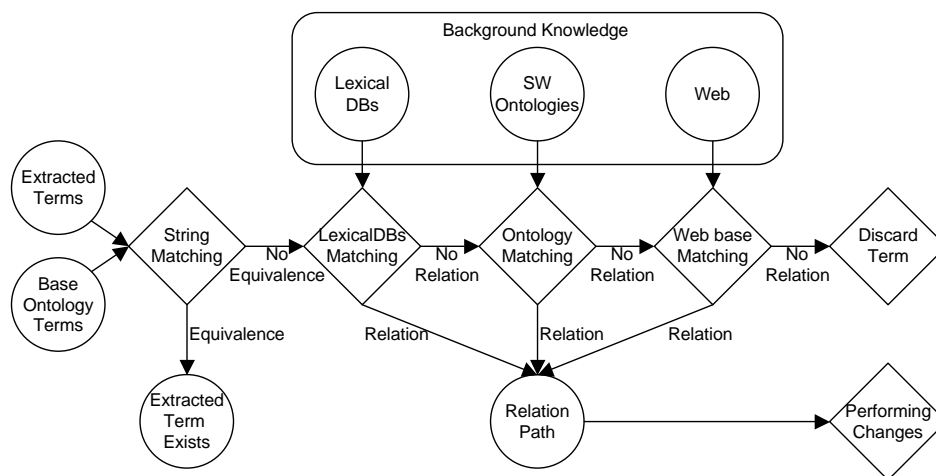 Background Knowledge
Lexical
DBs
SW
Ontologies
Web
Extracted
Terms
Base
Ontology
Terms
String
Matching
No
Equivalence
LexicalDBs
Matching
No
Relation
Ontology
Matching
No
Relation
Web base
Matching
No
Relation
Discard
Term
Equivalence
Relation
Relation
Relation
Extracted
Term
Exists
Relation
Path
Performing
Changes